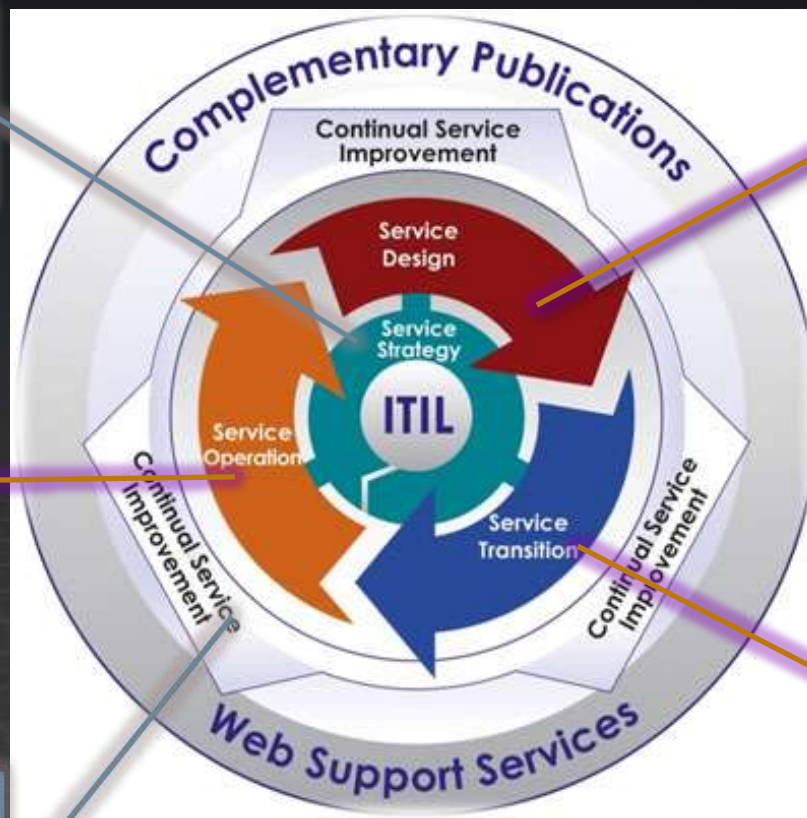 Complementary Publications
Continual Service
Improvement
Service
Design
Service
Strategy
ITIL
Service
Operation
Service
Transition
Continual Service
Improvement
Continual Service
Improvement
Web Support Services